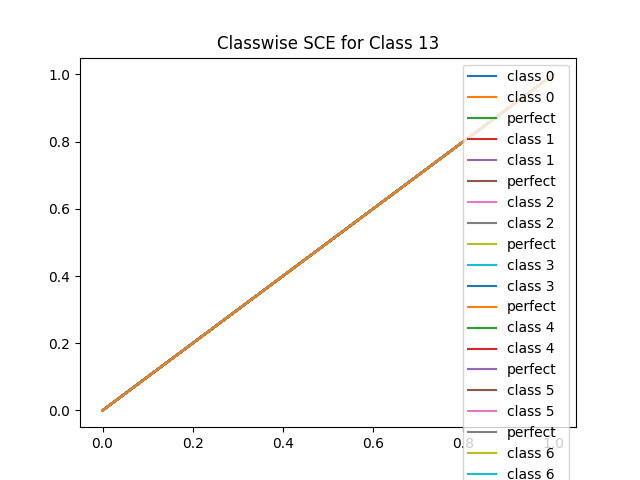 Classwise SCE for Class 13
1.0
0.8
0.6
0.4
0.2
0.0
0.0 0.2 0.4 0.6 0.8 1.0
class 0
class 0
perfect
class 1
class 1
perfect
class 2
class 2
perfect
class 3
class 3
perfect
class 4
class 4
perfect
class 5
class 5
perfect
class 6
class 6